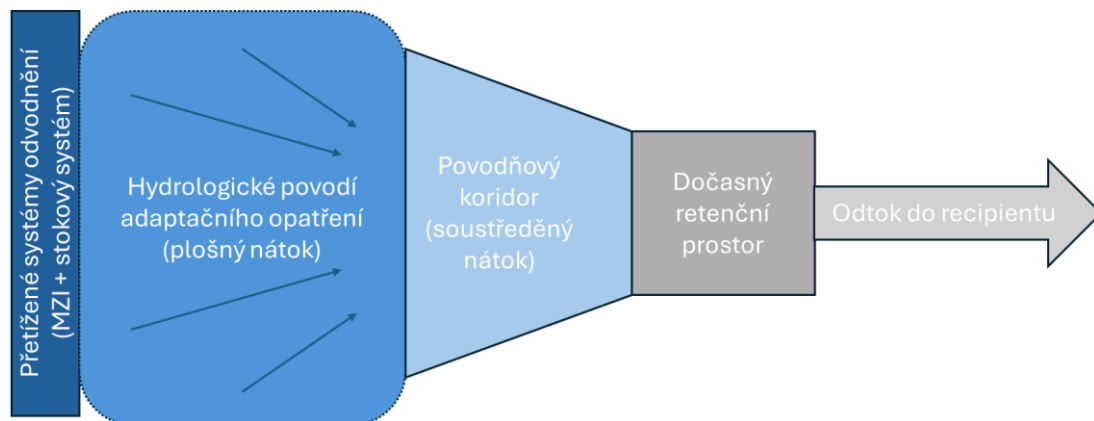 Přetížené systémy odvodnění
(MZI + stokový systém)
Hydrologické povodí
adaptačního opatření
(plošný nátok)
Povodňový
koridor
(soustředěný
nátok)
Dočasný
retenční
prostor
Odtok do recipientu